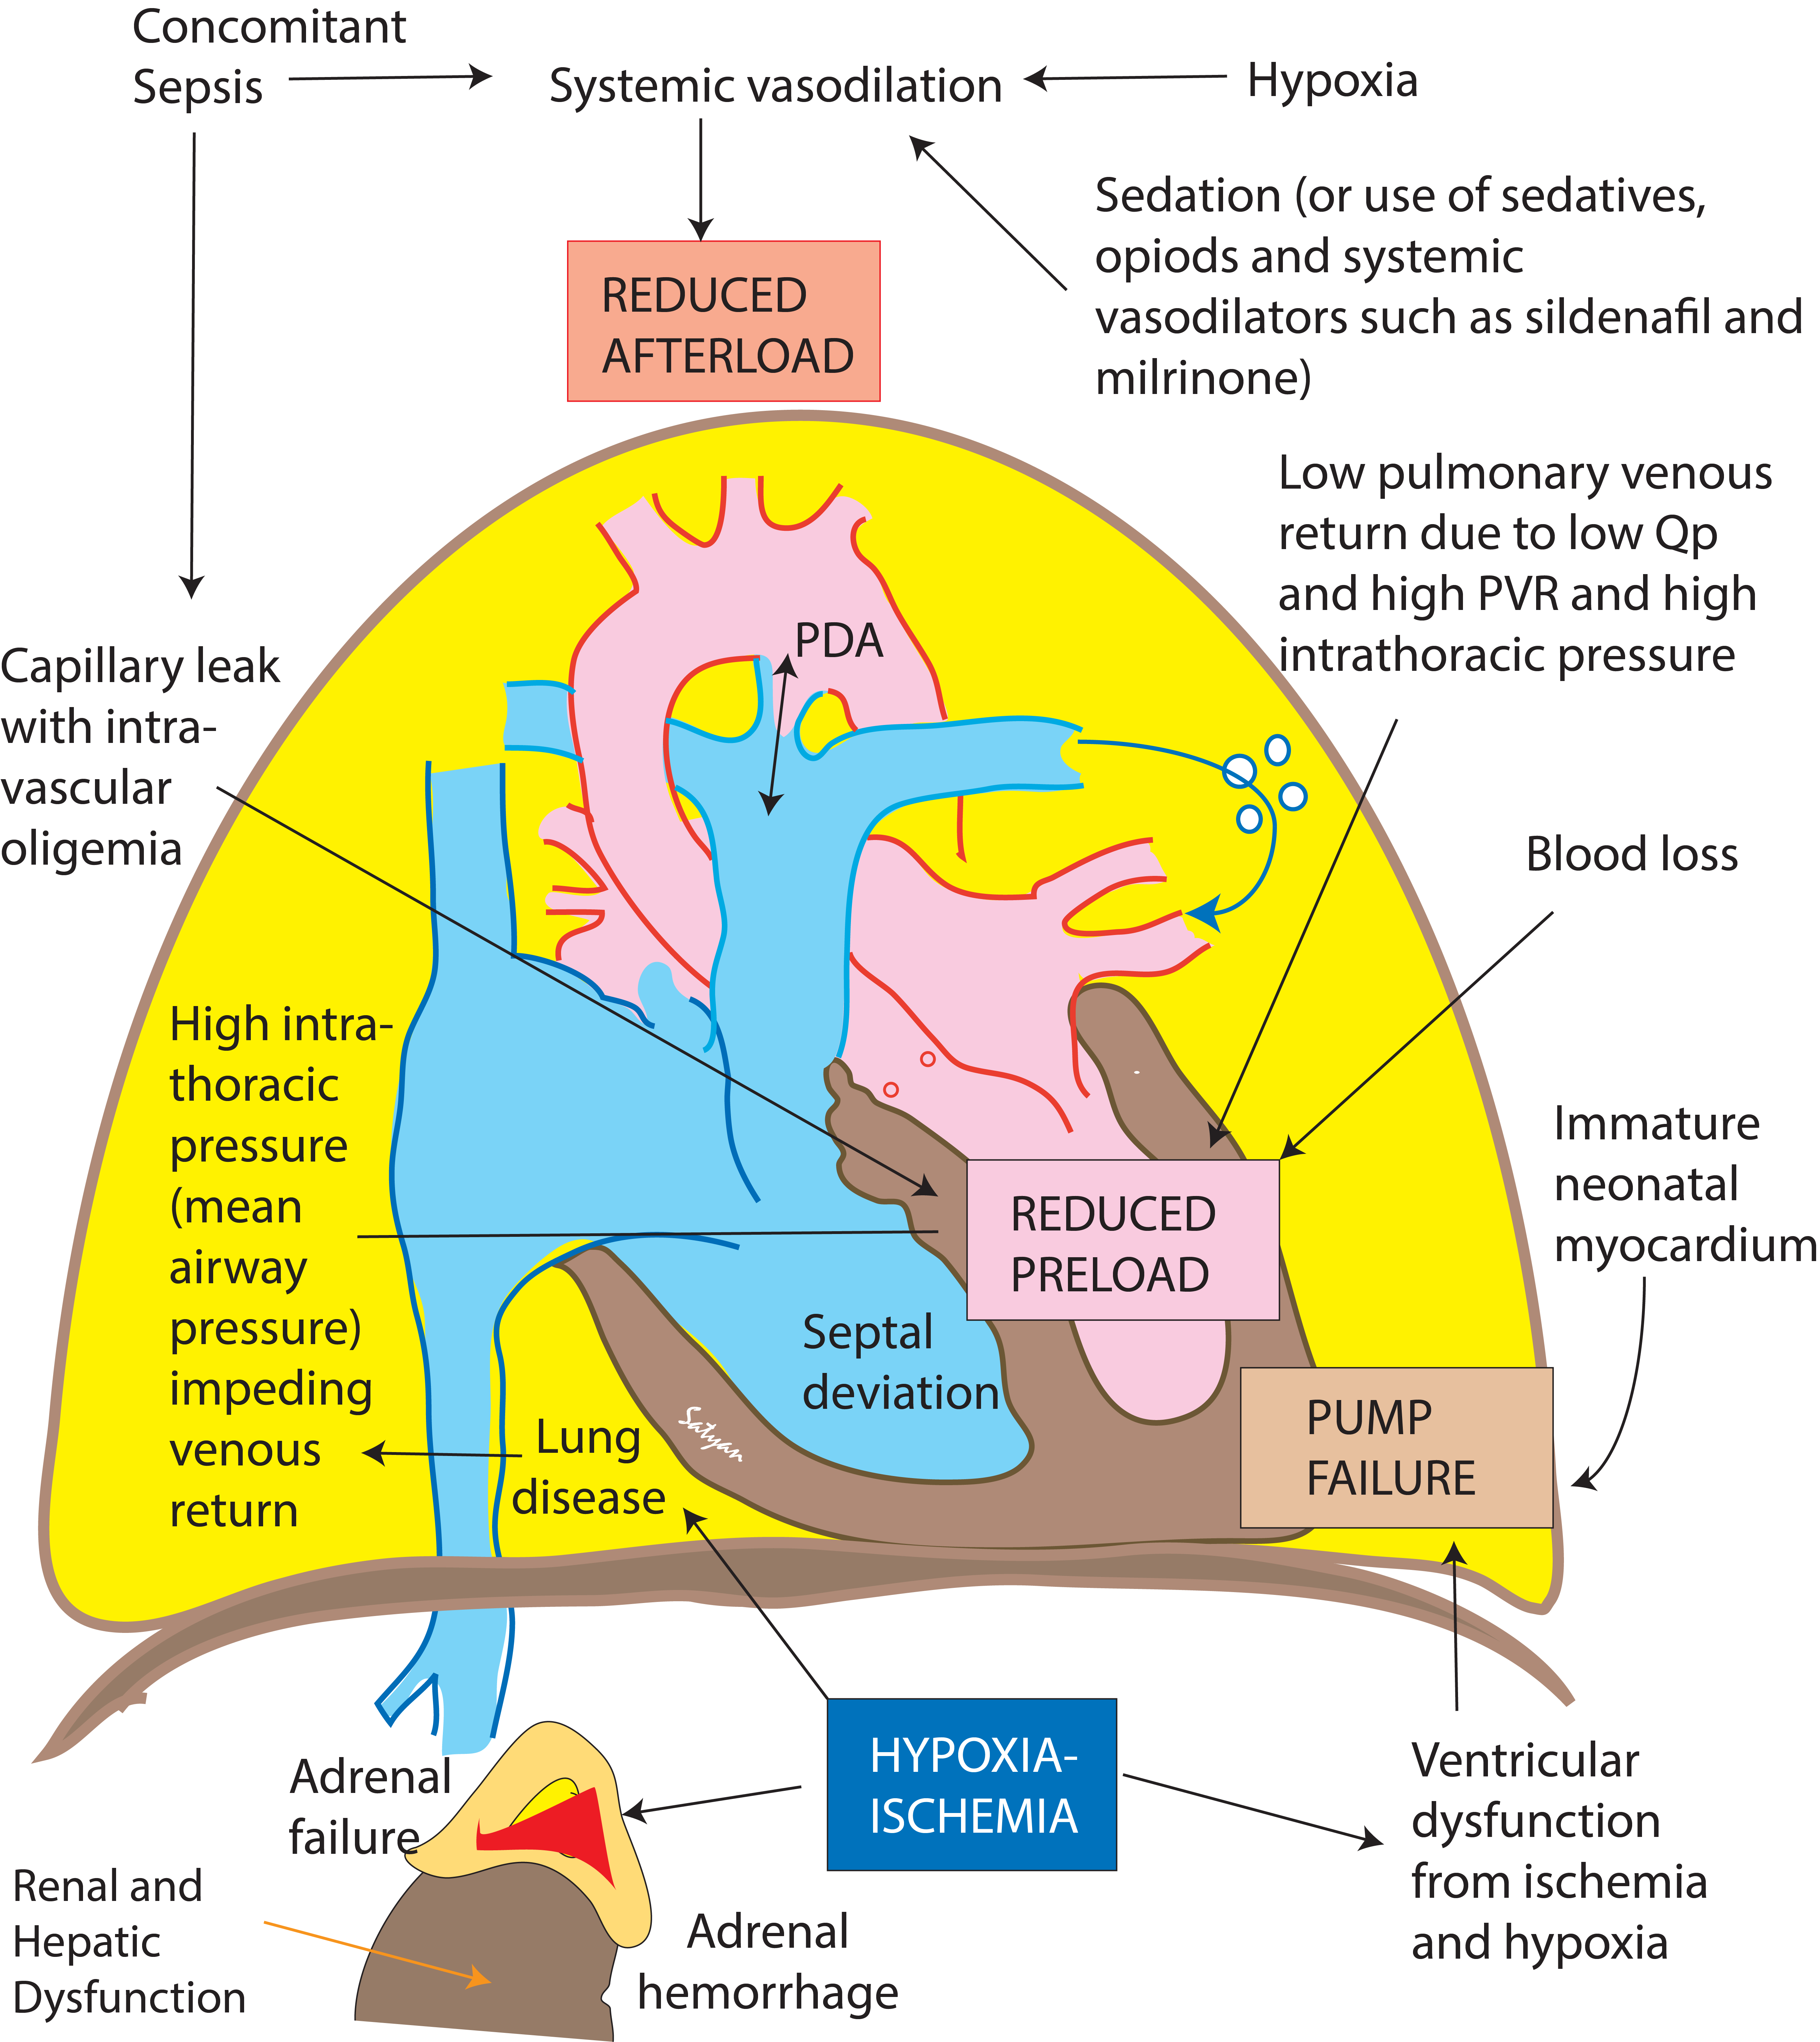 Concomitant
Sepsis
Systemic vasodilation
Hypoxia
Sedation (or use of sedatives,
opiods and systemic
vasodilators such as sildenafil and
milrinone)
REDUCED
AFTERLOAD
Low pulmonary venous
return due to low Qp
and high PVR and high
intrathoracic pressure
PDA
Capillary leak
with intra-
vascular
oligemia
Blood loss
High intra-
thoracic
pressure
(mean
airway
pressure)
impeding
venous
return
Immature
neonatal
myocardium
REDUCED
PRELOAD
Septal
deviation
PUMP
FAILURE
Lung
disease
Satyan
HYPOXIA-
ISCHEMIA
Adrenal
failure
Ventricular
dysfunction
from ischemia
and hypoxia
Renal and
Hepatic
Dysfunction
Adrenal
hemorrhage